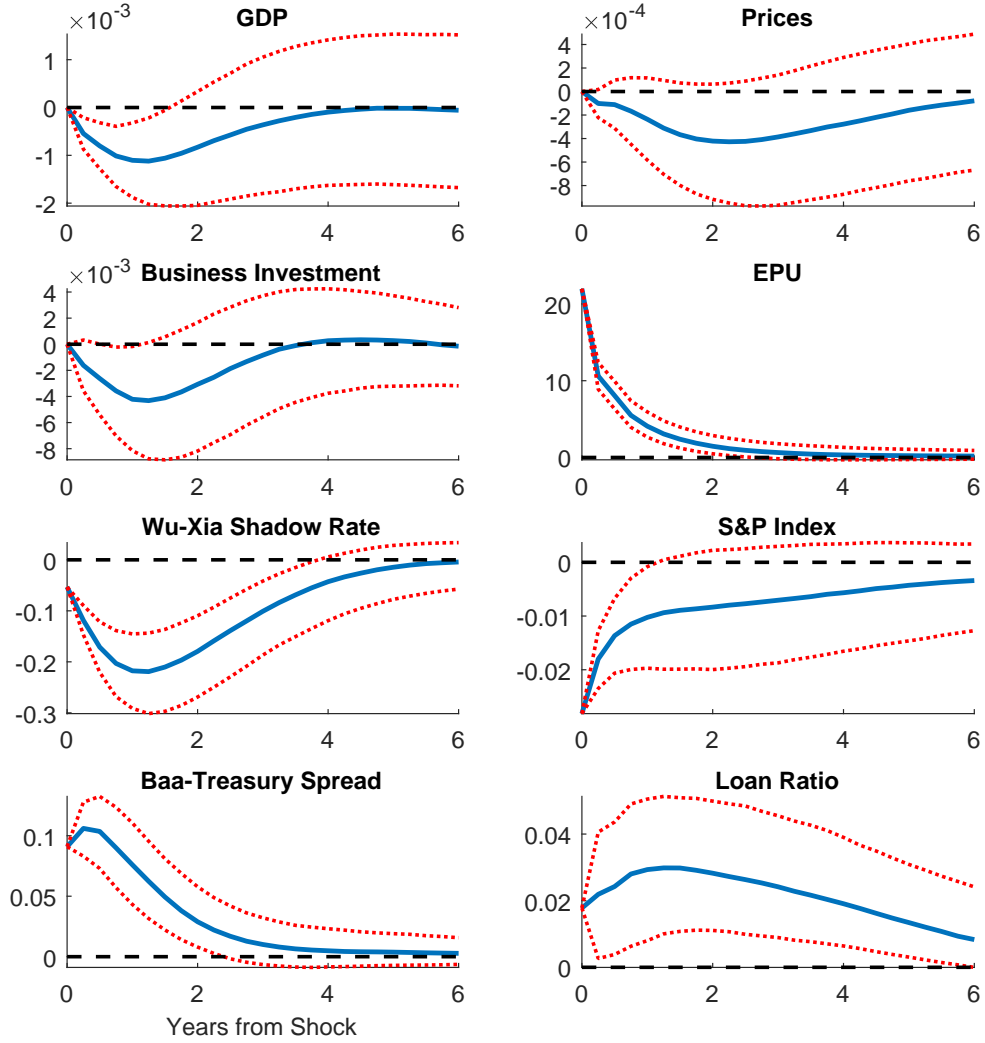 GDP
×10⁻³
1
0
-1
-2
0 2 4 6
Prices
×10⁻⁴
4
2
0
-2
-4
-6
-8
0 2 4 6
Business Investment
×10⁻³
4
2
0
-2
-4
-6
-8
0 2 4 6
EPU
20
10
0
0 2 4 6
Wu-Xia Shadow Rate
0
-0.1
-0.2
-0.3
0 2 4 6
S&P Index
0
-0.01
-0.02
0 2 4 6
Baa-Treasury Spread
0.1
0.05
0
0 2 4 6
Years from Shock
Loan Ratio
0.04
0.02
0
0 2 4 6